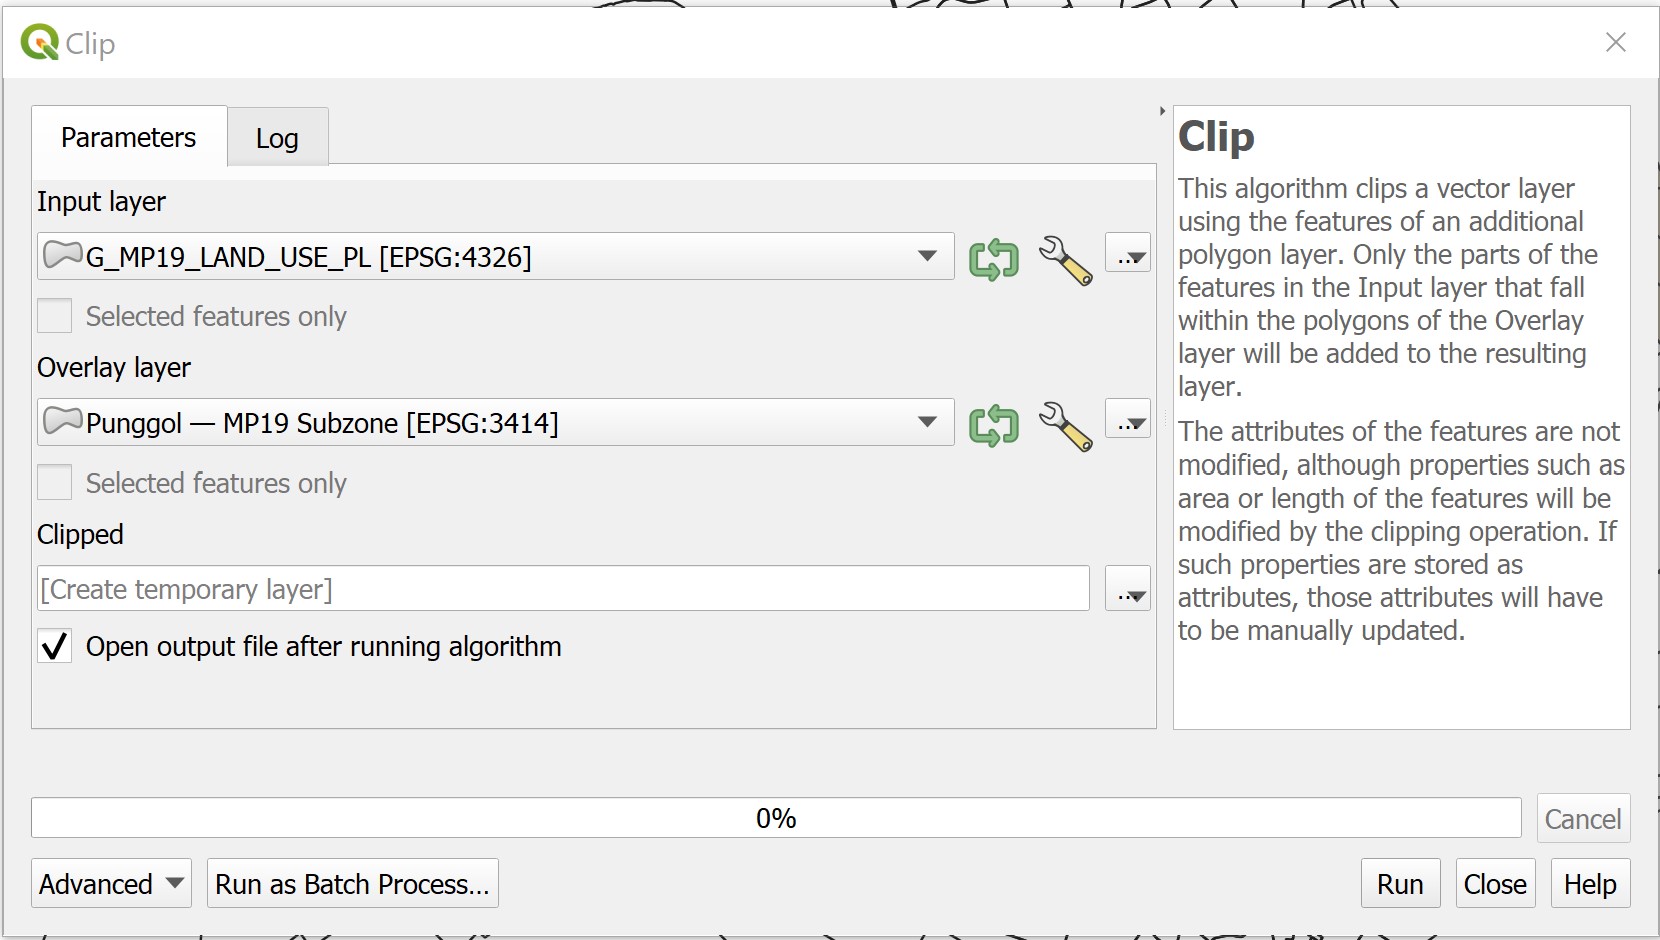 Clip
Parameters
Log
Input layer
G_MP19_LAND_USE_PL [EPSG:4326]
...
Selected features only
Overlay layer
Punggol — MP19 Subzone [EPSG:3414]
...
Selected features only
Clipped
[Create temporary layer]
...
Open output file after running algorithm
Clip
This algorithm clips a vector layer
using the features of an additional
polygon layer. Only the parts of the
features in the Input layer that fall
within the polygons of the Overlay
layer will be added to the resulting
layer.
The attributes of the features are not
modified, although properties such as
area or length of the features will be
modified by the clipping operation. If
such properties are stored as
attributes, those attributes will have
to be manually updated.
0%
Cancel
Advanced
Run as Batch Process...
Run
Close
Help